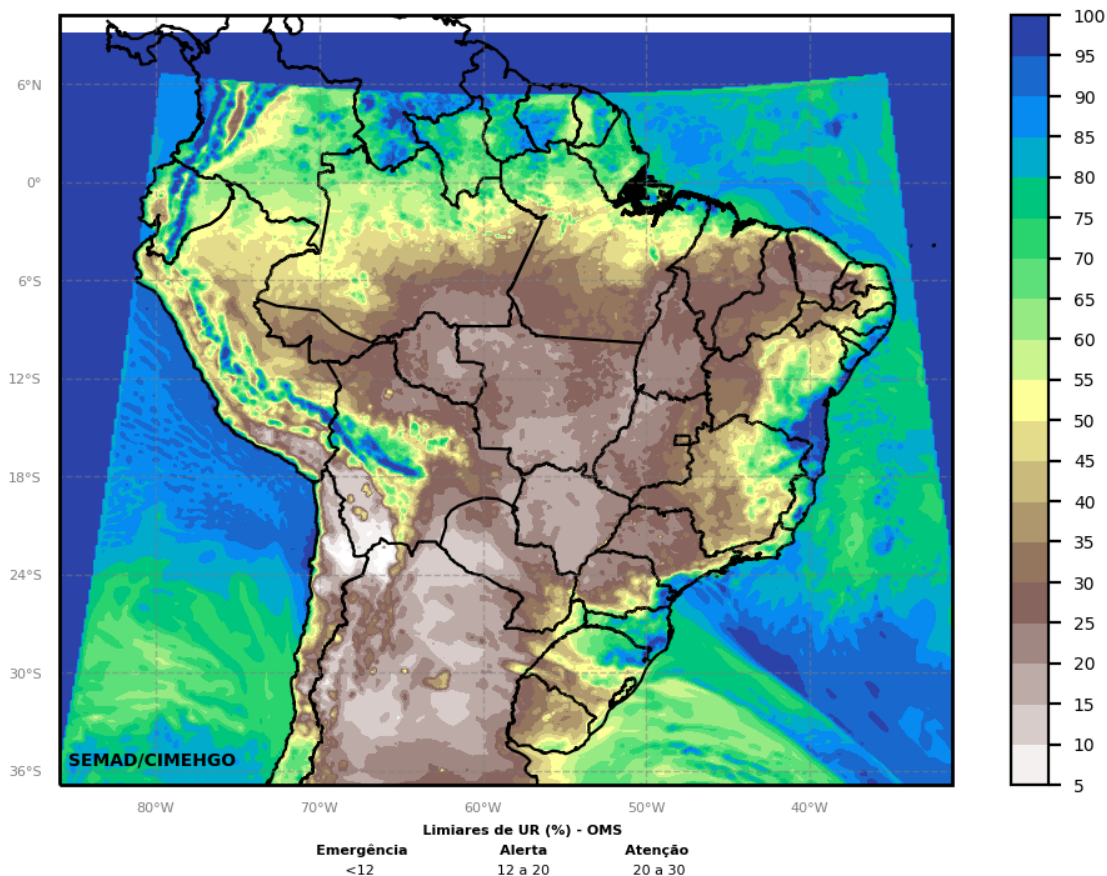 100
95
90
85
80
75
70
65
60
55
50
45
40
35
30
25
20
15
10
5
6°N
0°
6°S
12°S
18°S
24°S
30°S
36°S
SEMAD/CIMEHGO
80°W 70°W 60°W 50°W 40°W
Limiares de UR (%) - OMS
Emergência Alerta Atenção
<12 12 a 20 20 a 30